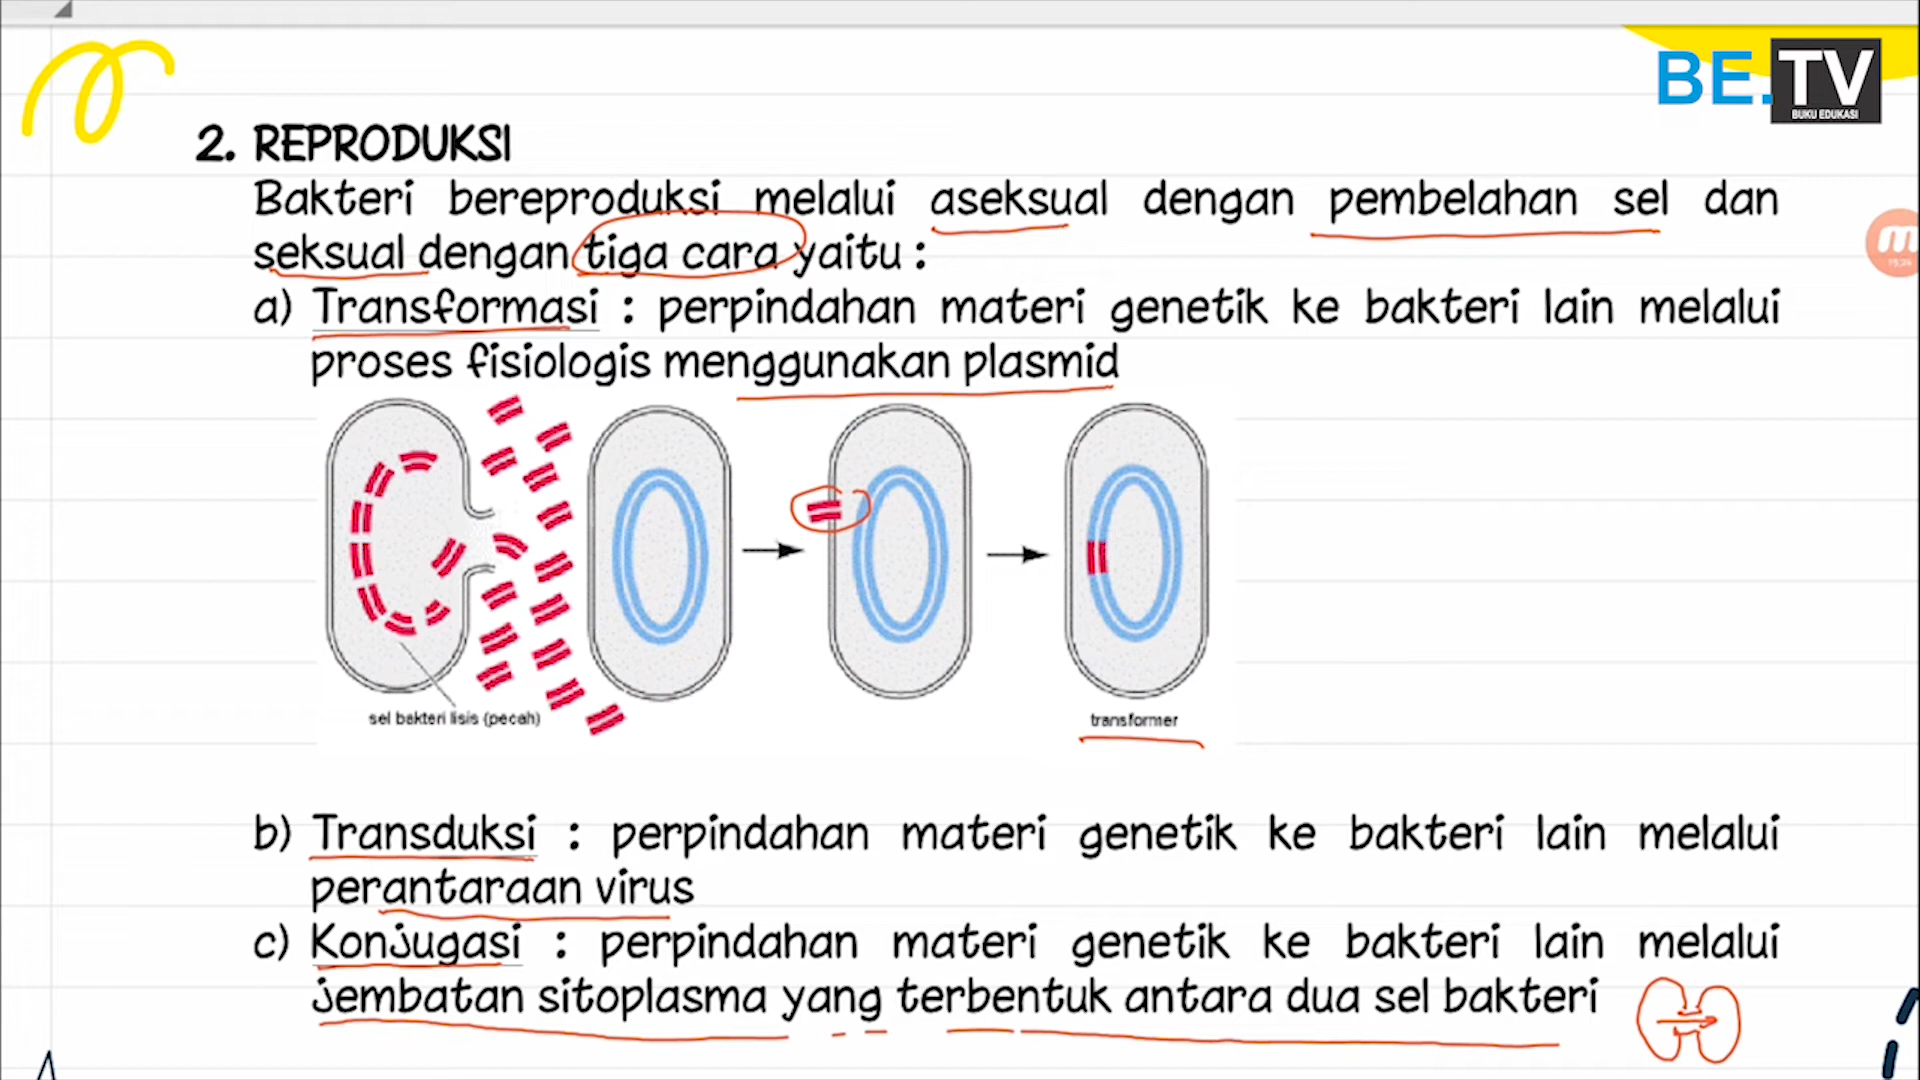 BE.TV
BUKU EDUKASI
2. REPRODUKSI
Bakteri bereproduksi melalui aseksual dengan pembelahan sel dan
seksual dengan tiga cara yaitu :
a) Transformasi : perpindahan materi genetik ke bakteri lain melalui
proses fisiologis menggunakan plasmid
sel bakteri lisis (pecah)
transformer
b) Transduksi : perpindahan materi genetik ke bakteri lain melalui
perantaraan virus
c) Konjugasi : perpindahan materi genetik ke bakteri lain melalui
jembatan sitoplasma yang terbentuk antara dua sel bakteri